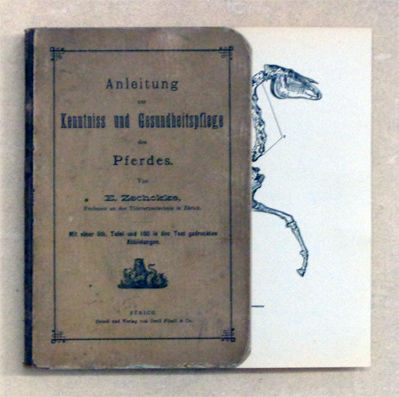 Anleitung
zur
Kenntniss und Gesundheitspflege
des
Pferdes.
Von
E. Zschokke,
Professor an der Thierarzneischule in Zürich.
Mit einer lith. Tafel und 160 in den Text gedruckten
Abbildungen.
ZÜRICH
Druck und Verlag von Orell Füssli & Co.